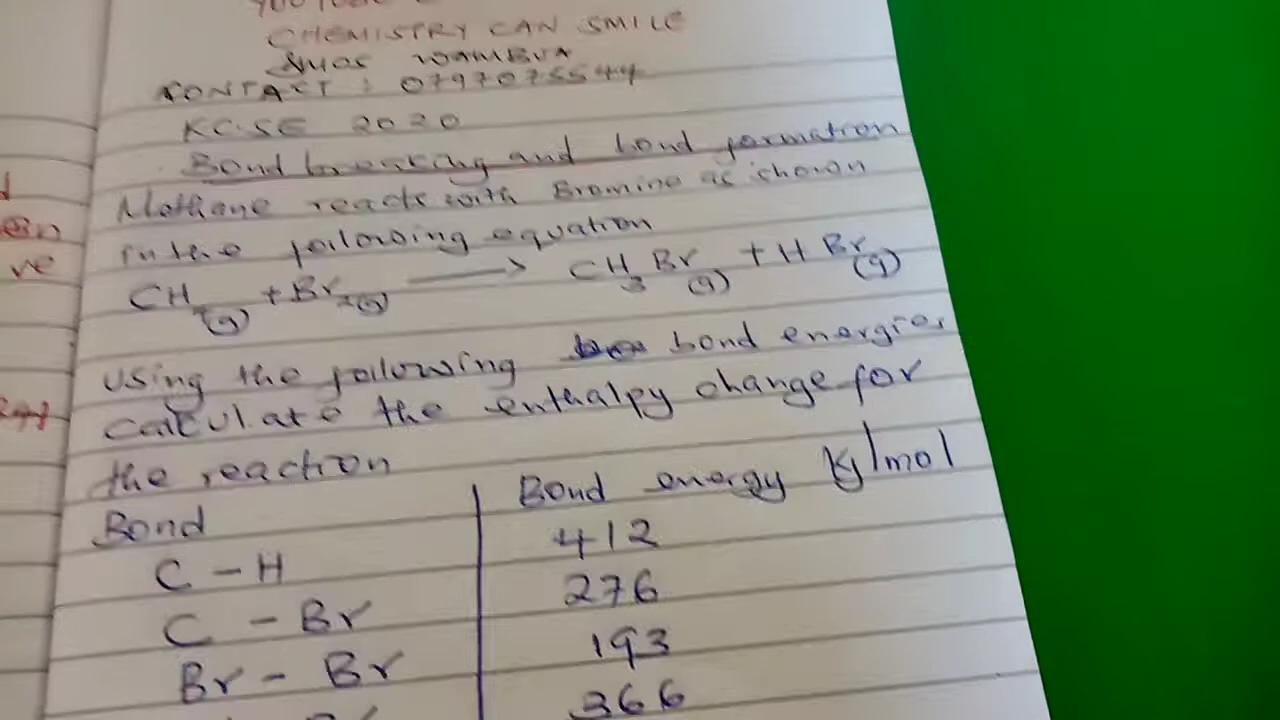 CHEMISTRY CAN SMILE
CONTACT : 0797075544
KCSE 2020
Bond breaking and bond formation
Methane reacts with Bromine as shown
in the following equation
CH₄(g) + Br₂(g) ⟶ CH₃Br(g) + HBr(g)
using the following bond energies
calculate the enthalpy change for
the reaction
Bond | Bond energy Kj/mol
C – H 412
C – Br 276
Br – Br 193
366